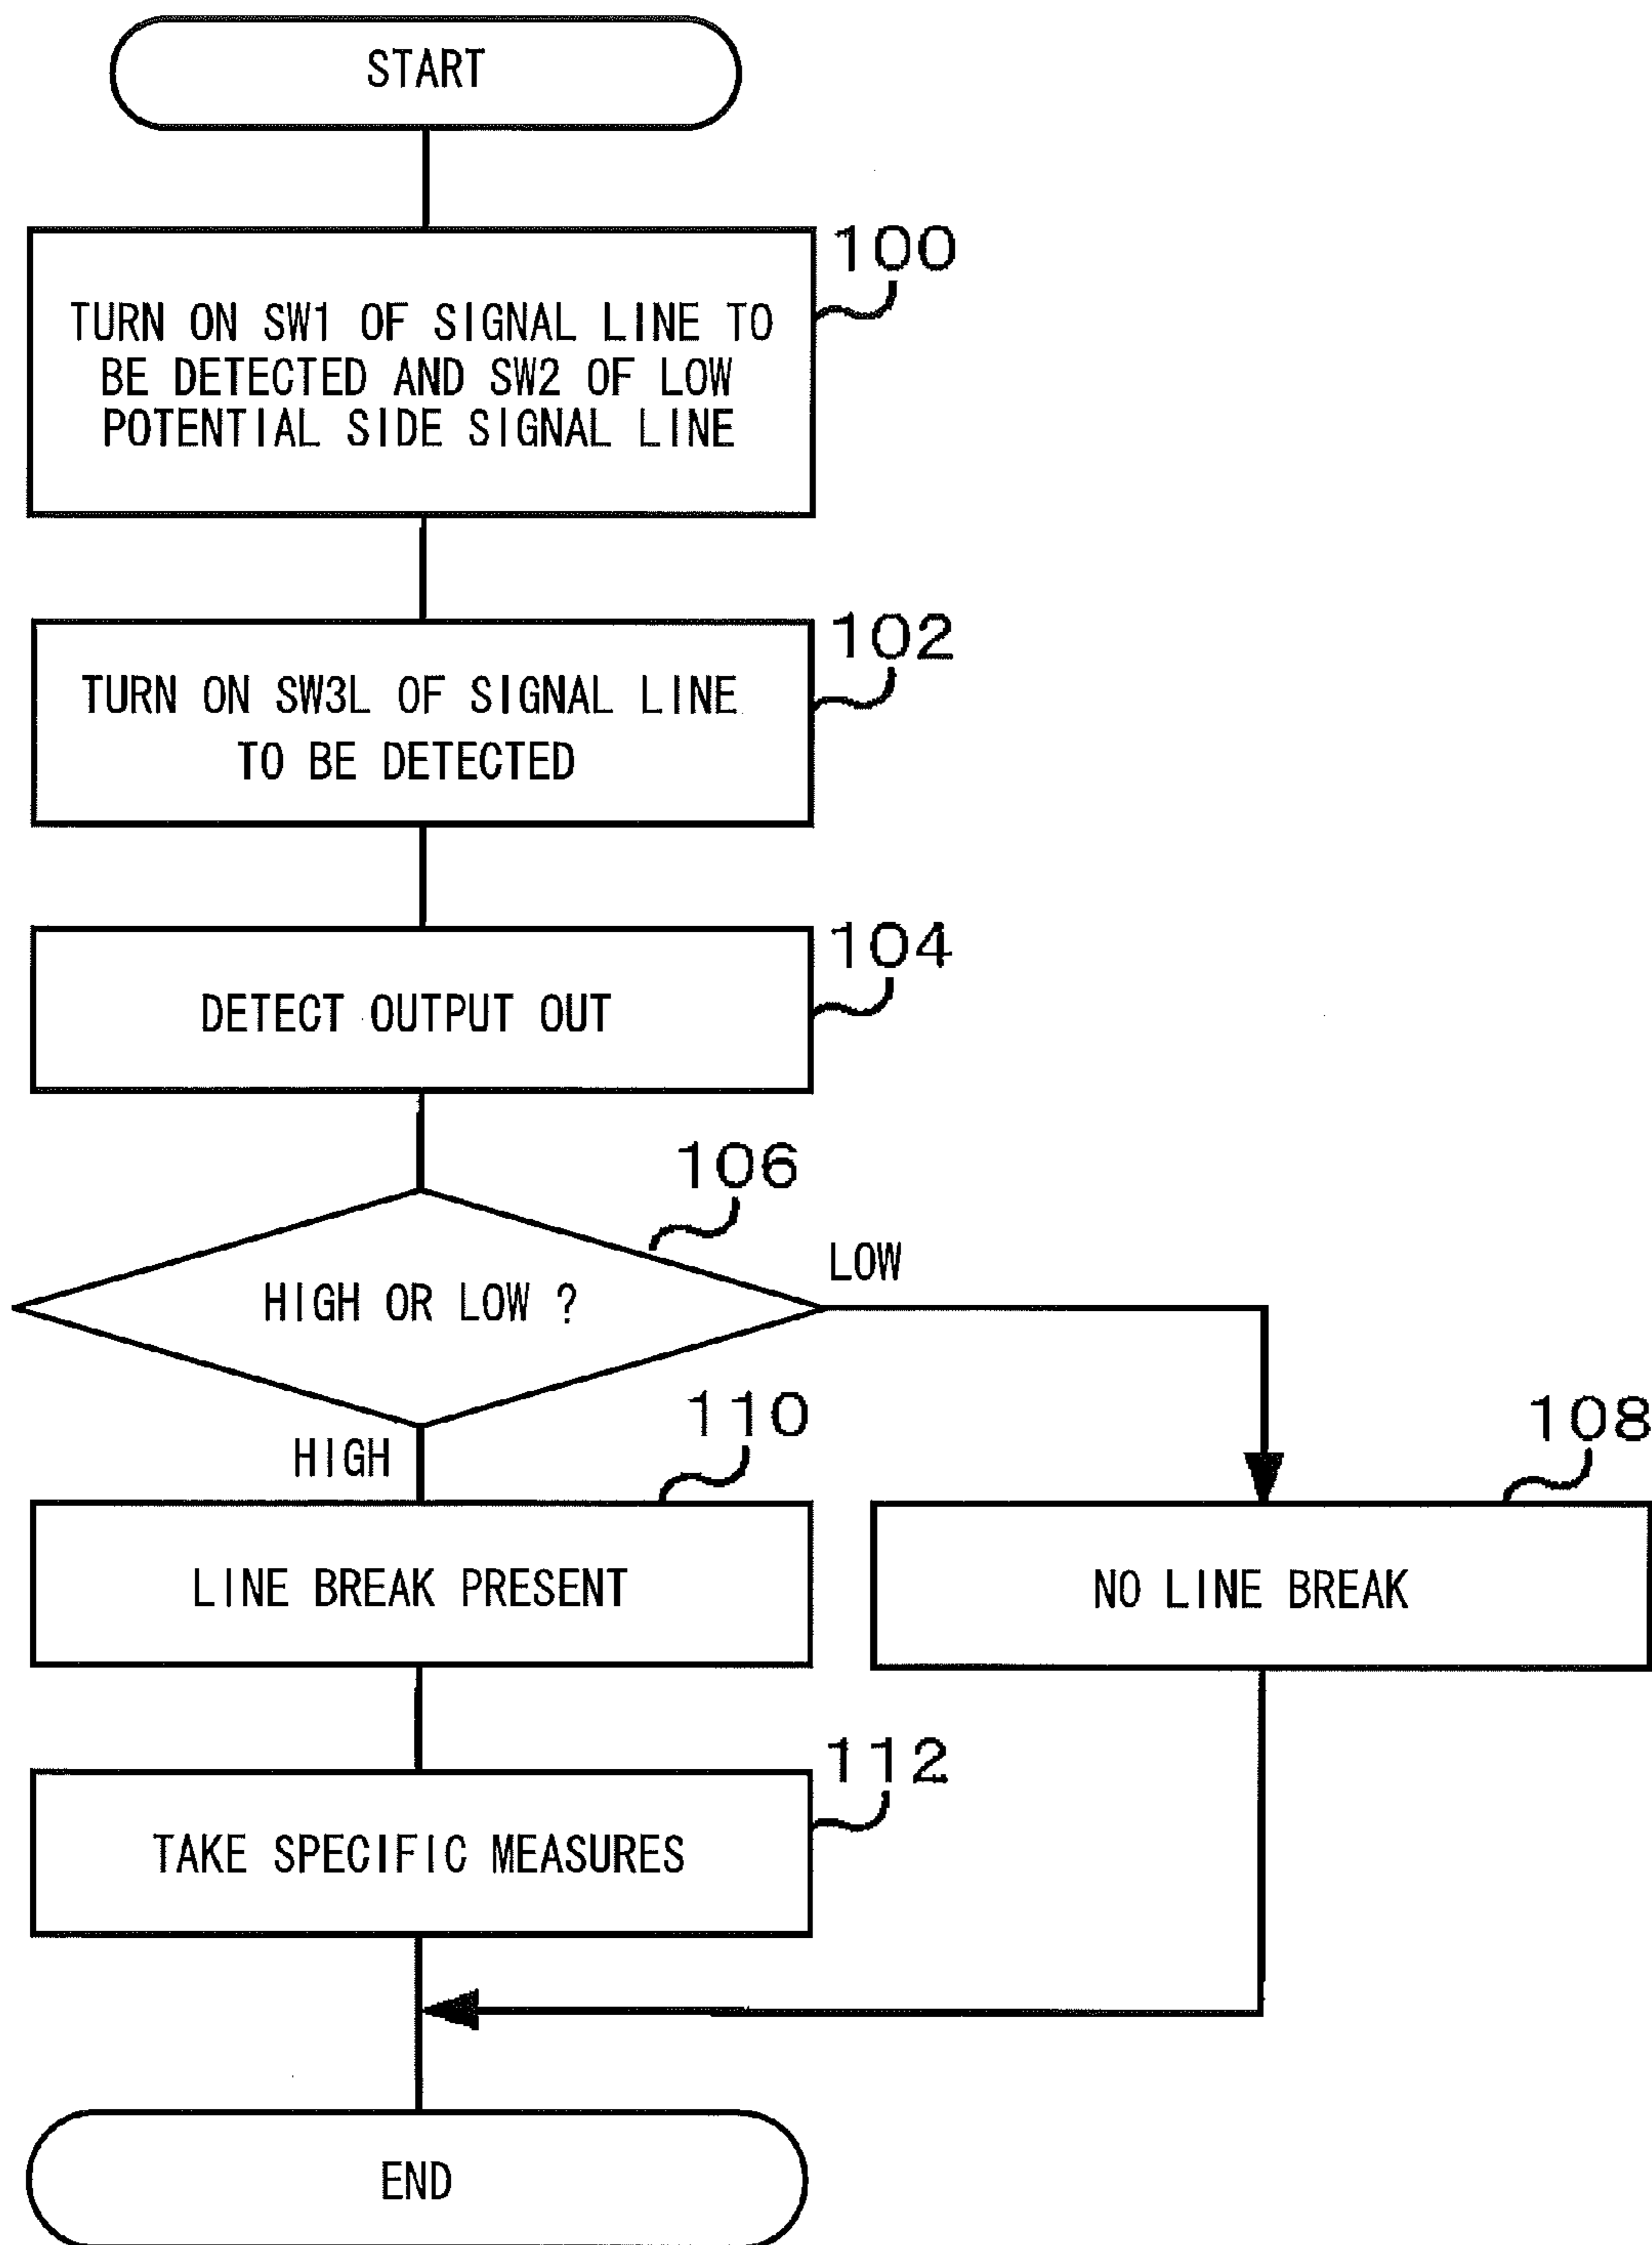 START
100
TURN ON SW1 OF SIGNAL LINE TO
BE DETECTED AND SW2 OF LOW
POTENTIAL SIDE SIGNAL LINE
102
TURN ON SW3L OF SIGNAL LINE
TO BE DETECTED
104
DETECT OUTPUT OUT
106
HIGH OR LOW ?
LOW
HIGH
110
LINE BREAK PRESENT
108
NO LINE BREAK
112
TAKE SPECIFIC MEASURES
END